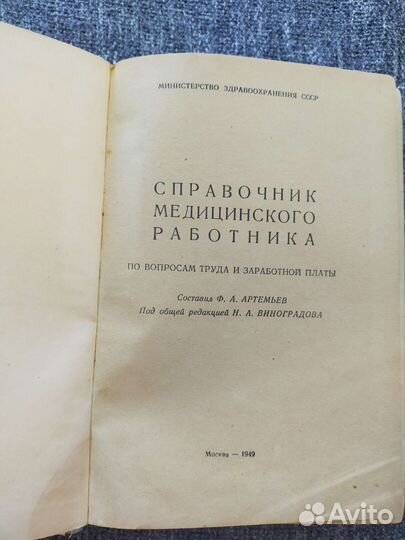 МИНИСТЕРСТВО ЗДРАВООХРАНЕНИЯ СССР
СПРАВОЧНИК
МЕДИЦИНСКОГО
РАБОТНИКА
ПО ВОПРОСАМ ТРУДА И ЗАРАБОТНОЙ ПЛАТЫ
Составил Ф. А. АРТЕМЬЕВ
Под общей редакцией Н. А. ВИНОГРАДОВА
Москва — 1949
Avito